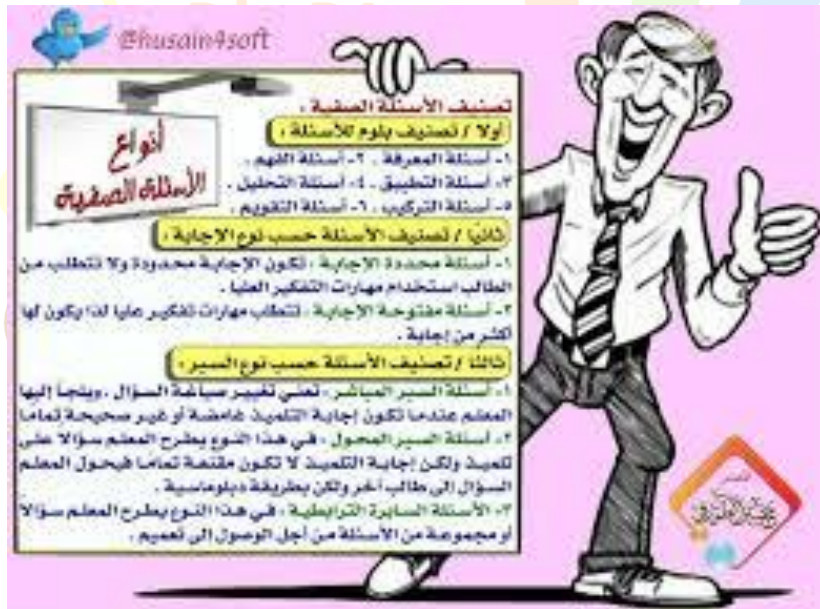 @husain4soft
أنواع
الأسئلة الصفية
تصنيف الأسئلة الصفية :
أولا / تصنيف بلوم للأسئلة :
١- أسئلة المعرفة . ٢- أسئلة الفهم .
٣- أسئلة التطبيق . ٤- أسئلة التحليل .
٥- أسئلة التركيب . ٦- أسئلة التقويم .
ثانيا / تصنيف الأسئلة حسب نوع الإجابة :
١- أسئلة محددة الإجابة : تكون الإجابة محدودة ولا تتطلب من
الطالب استخدام مهارات التفكير العليا .
٢- أسئلة مفتوحة الإجابة : تتطلب مهارات تفكير عليا لذا يكون لها
أكثر من إجابة .
ثالثا / تصنيف الأسئلة حسب نوع السبر :
١- أسئلة السبر المباشر : تعني تغيير صياغة السؤال . ويلجأ إليها
المعلم عندما تكون إجابة التلميذ غامضة أو غير صحيحة تماما
٢- أسئلة السبر المحول : في هذا النوع يطرح المعلم سؤالا على
تلميذ ولكن إجابة التلميذ لا تكون مقنعة تماما فيحول المعلم
السؤال إلى طالب آخر ولكن بطريقة دبلوماسية .
٣- الأسئلة السابرة الترابطية : في هذا النوع يطرح المعلم سؤالا
أو مجموعة من الأسئلة من أجل الوصول إلى تعميم .